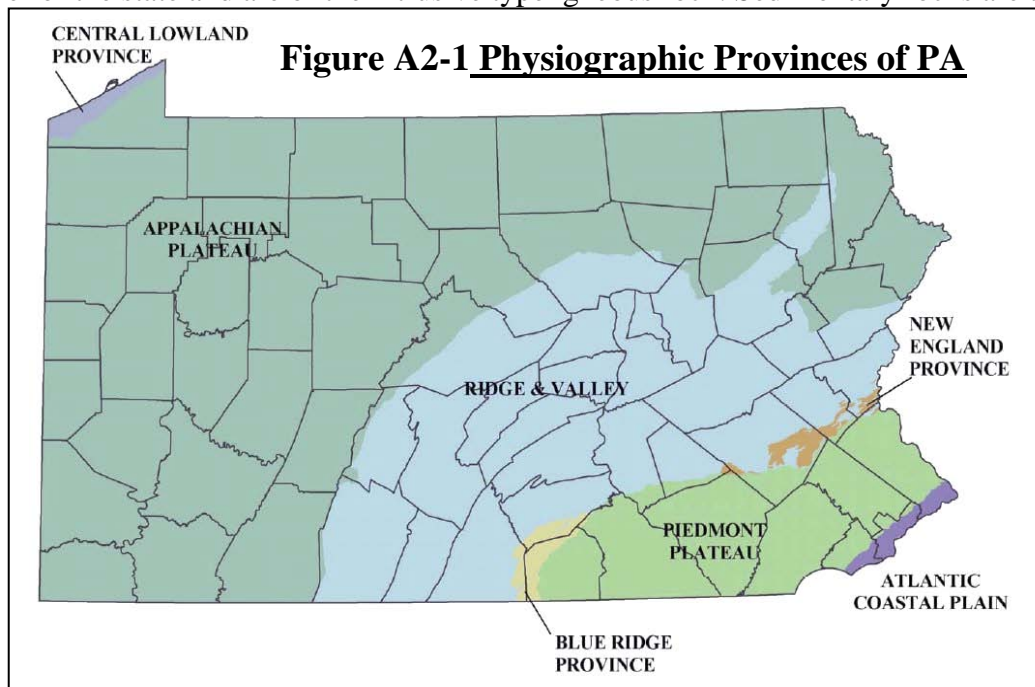 Figure A2-1 Physiographic Provinces of PA
CENTRAL LOWLAND
PROVINCE
APPALACHIAN
PLATEAU
NEW
ENGLAND
PROVINCE
RIDGE & VALLEY
PIEDMONT
PLATEAU
ATLANTIC
COASTAL PLAIN
BLUE RIDGE
PROVINCE